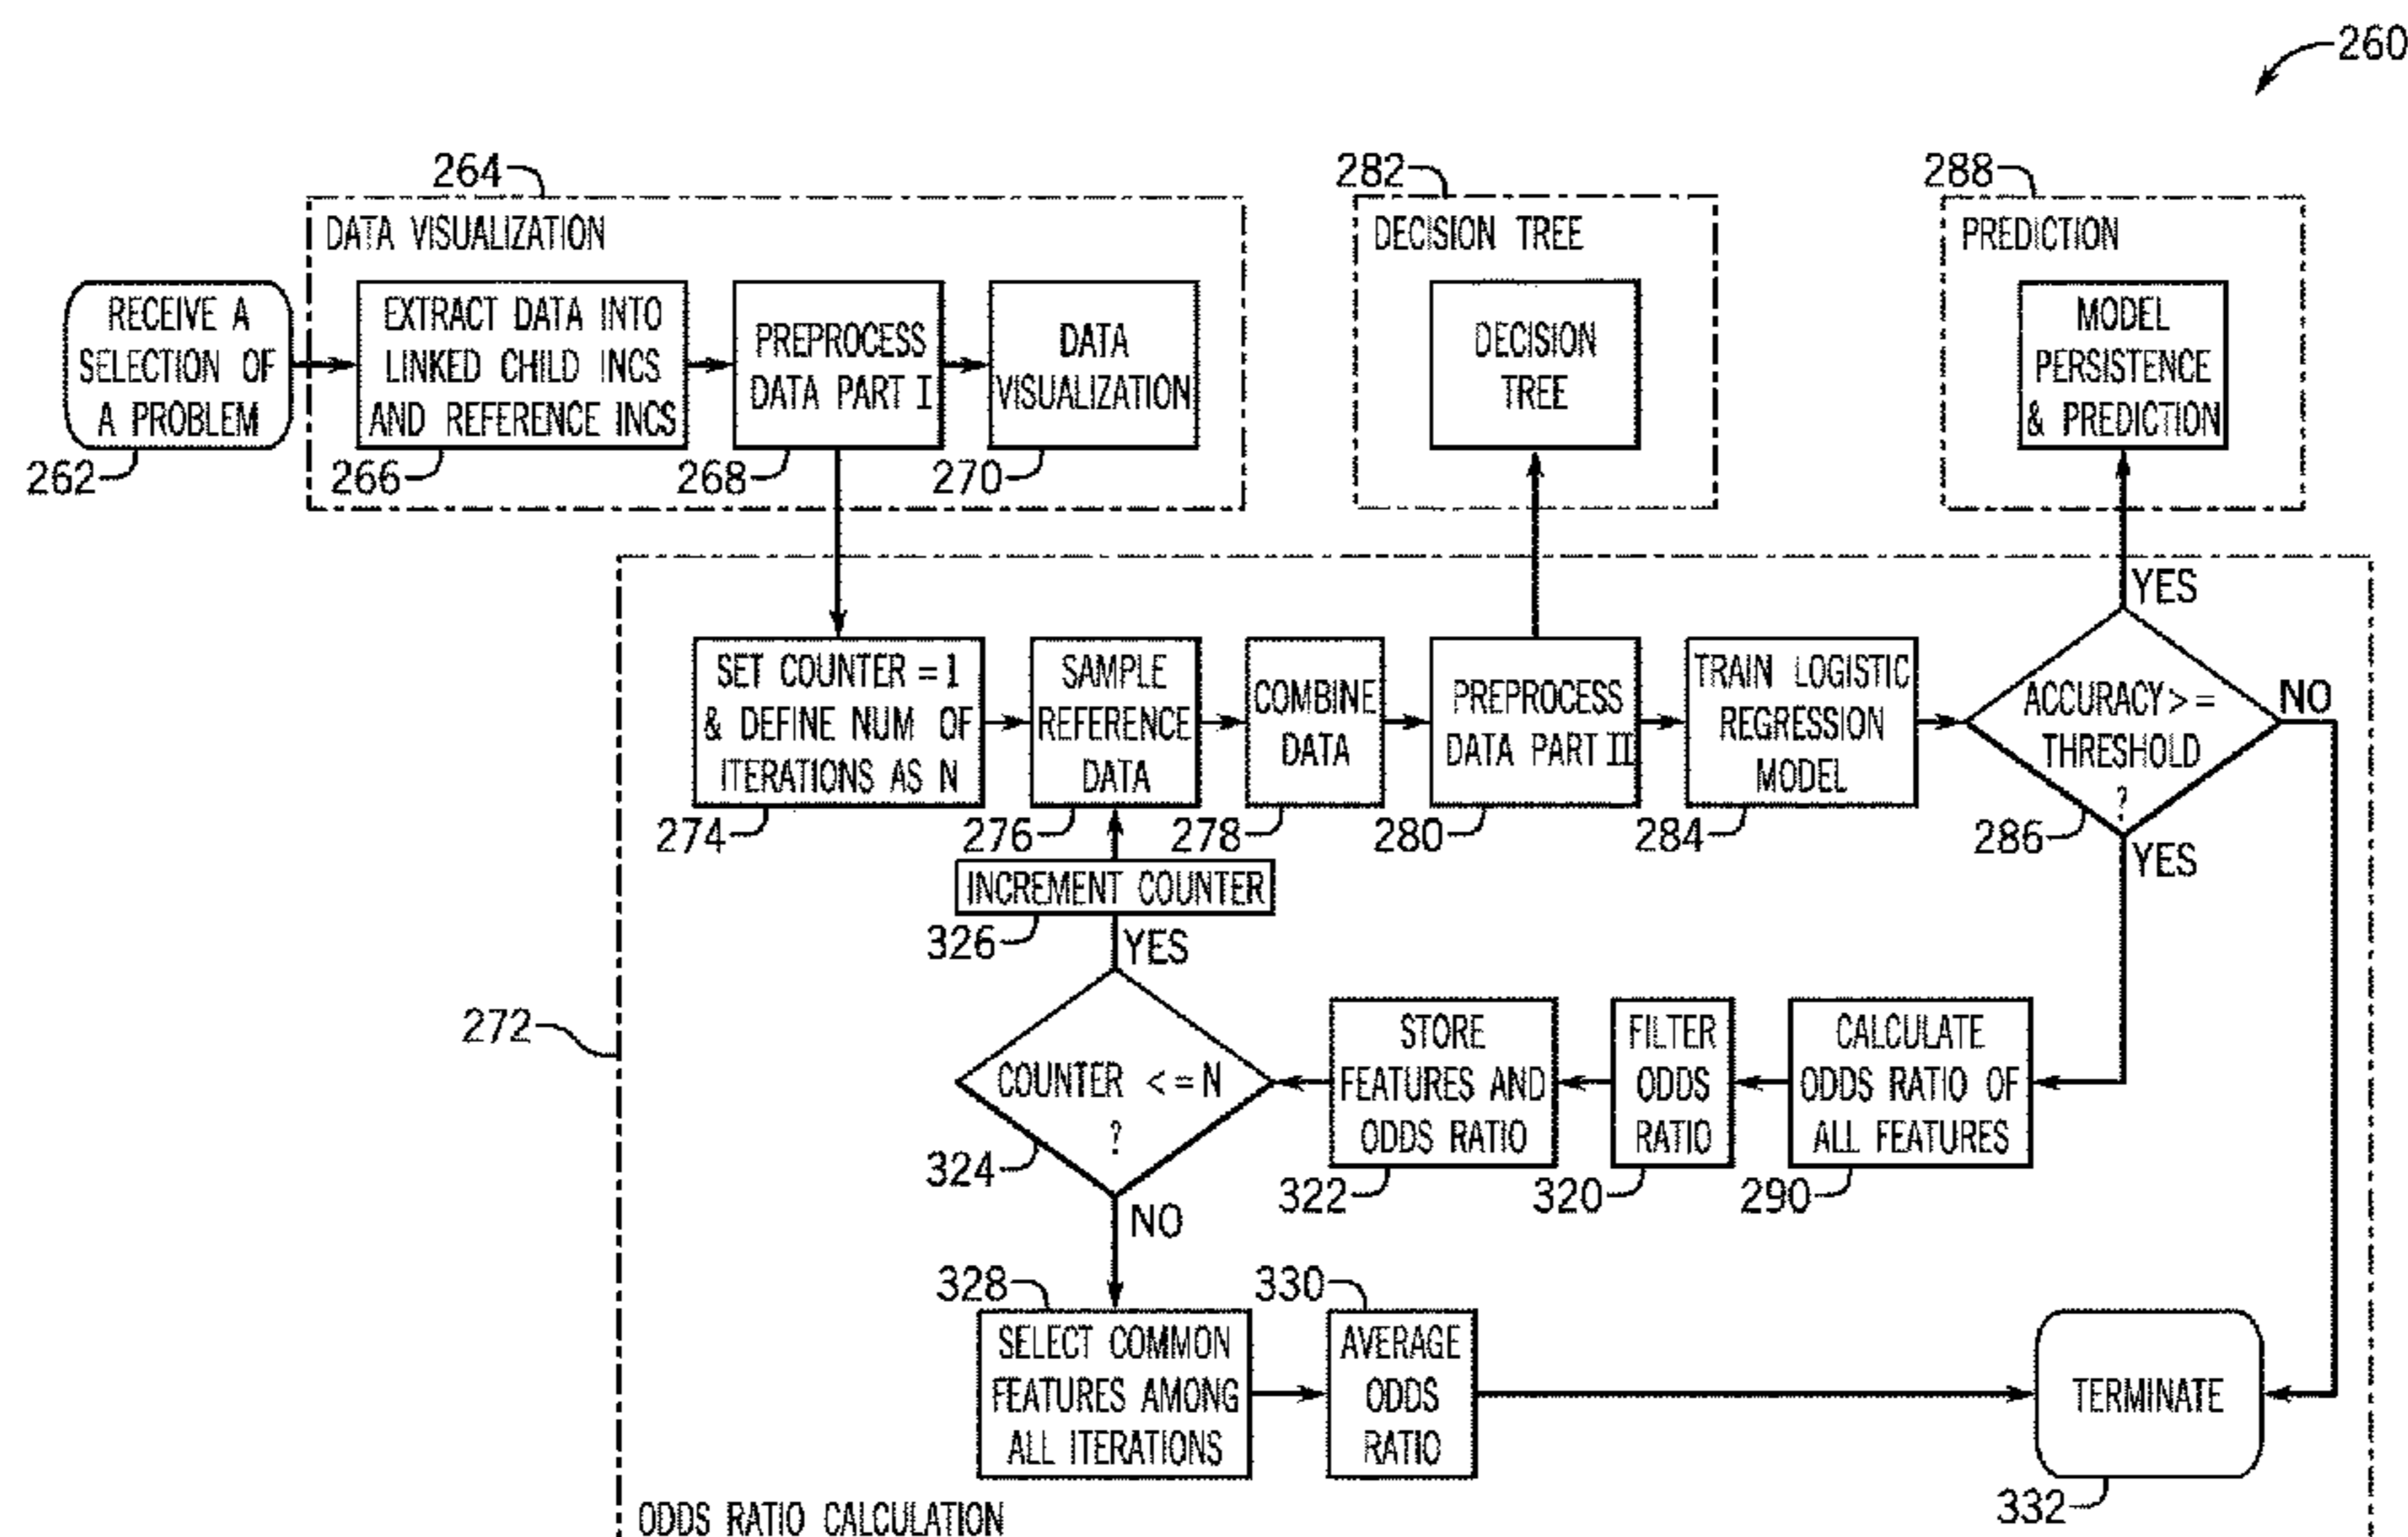 260
264
282
288
DATA VISUALIZATION
DECISION TREE
PREDICTION
RECEIVE A
SELECTION OF
A PROBLEM
EXTRACT DATA INTO
LINKED CHILD INCS
AND REFERENCE INCS
PREPROCESS
DATA PART I
DATA
VISUALIZATION
DECISION
TREE
MODEL
PERSISTENCE
& PREDICTION
262
266
268
270
YES
SET COUNTER = 1
& DEFINE NUM OF
ITERATIONS AS N
SAMPLE
REFERENCE
DATA
COMBINE
DATA
PREPROCESS
DATA PART II
TRAIN LOGISTIC
REGRESSION
MODEL
ACCURACY > =
THRESHOLD
?
NO
274
276
278
280
284
286
YES
INCREMENT COUNTER
326
YES
272
COUNTER < = N
?
STORE
FEATURES AND
ODDS RATIO
FILTER
ODDS
RATIO
CALCULATE
ODDS RATIO OF
ALL FEATURES
324
322
320
290
NO
328
330
SELECT COMMON
FEATURES AMONG
ALL ITERATIONS
AVERAGE
ODDS
RATIO
TERMINATE
332
ODDS RATIO CALCULATION